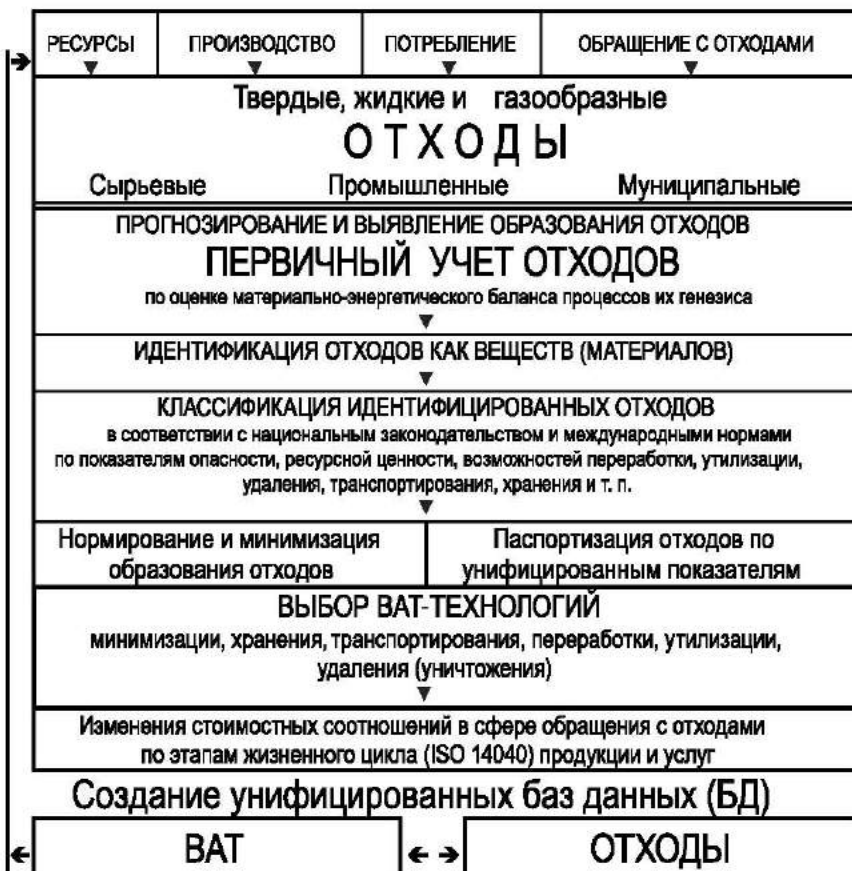 РЕСУРСЫ ПРОИЗВОДСТВО ПОТРЕБЛЕНИЕ ОБРАЩЕНИЕ С ОТХОДАМИ
Твердые, жидкие и газообразные
ОТХОДЫ
Сырьевые Промышленные Муниципальные
ПРОГНОЗИРОВАНИЕ И ВЫЯВЛЕНИЕ ОБРАЗОВАНИЯ ОТХОДОВ
ПЕРВИЧНЫЙ УЧЕТ ОТХОДОВ
по оценке материально-энергетического баланса процессов их генезиса
ИДЕНТИФИКАЦИЯ ОТХОДОВ КАК ВЕЩЕСТВ (МАТЕРИАЛОВ)
КЛАССИФИКАЦИЯ ИДЕНТИФИЦИРОВАННЫХ ОТХОДОВ
в соответствии с национальным законодательством и международными нормами
по показателям опасности, ресурсной ценности, возможностей переработки, утилизации,
удаления, транспортирования, хранения и т. п.
Нормирование и минимизация
образования отходов
Паспортизация отходов по
унифицированным показателям
ВЫБОР ВАТ-ТЕХНОЛОГИЙ
минимизации, хранения, транспортирования, переработки, утилизации,
удаления (уничтожения)
Изменения стоимостных соотношений в сфере обращения с отходами
по этапам жизненного цикла (ISO 14040) продукции и услуг
Создание унифицированных баз данных (БД)
ВАТ ОТХОДЫ